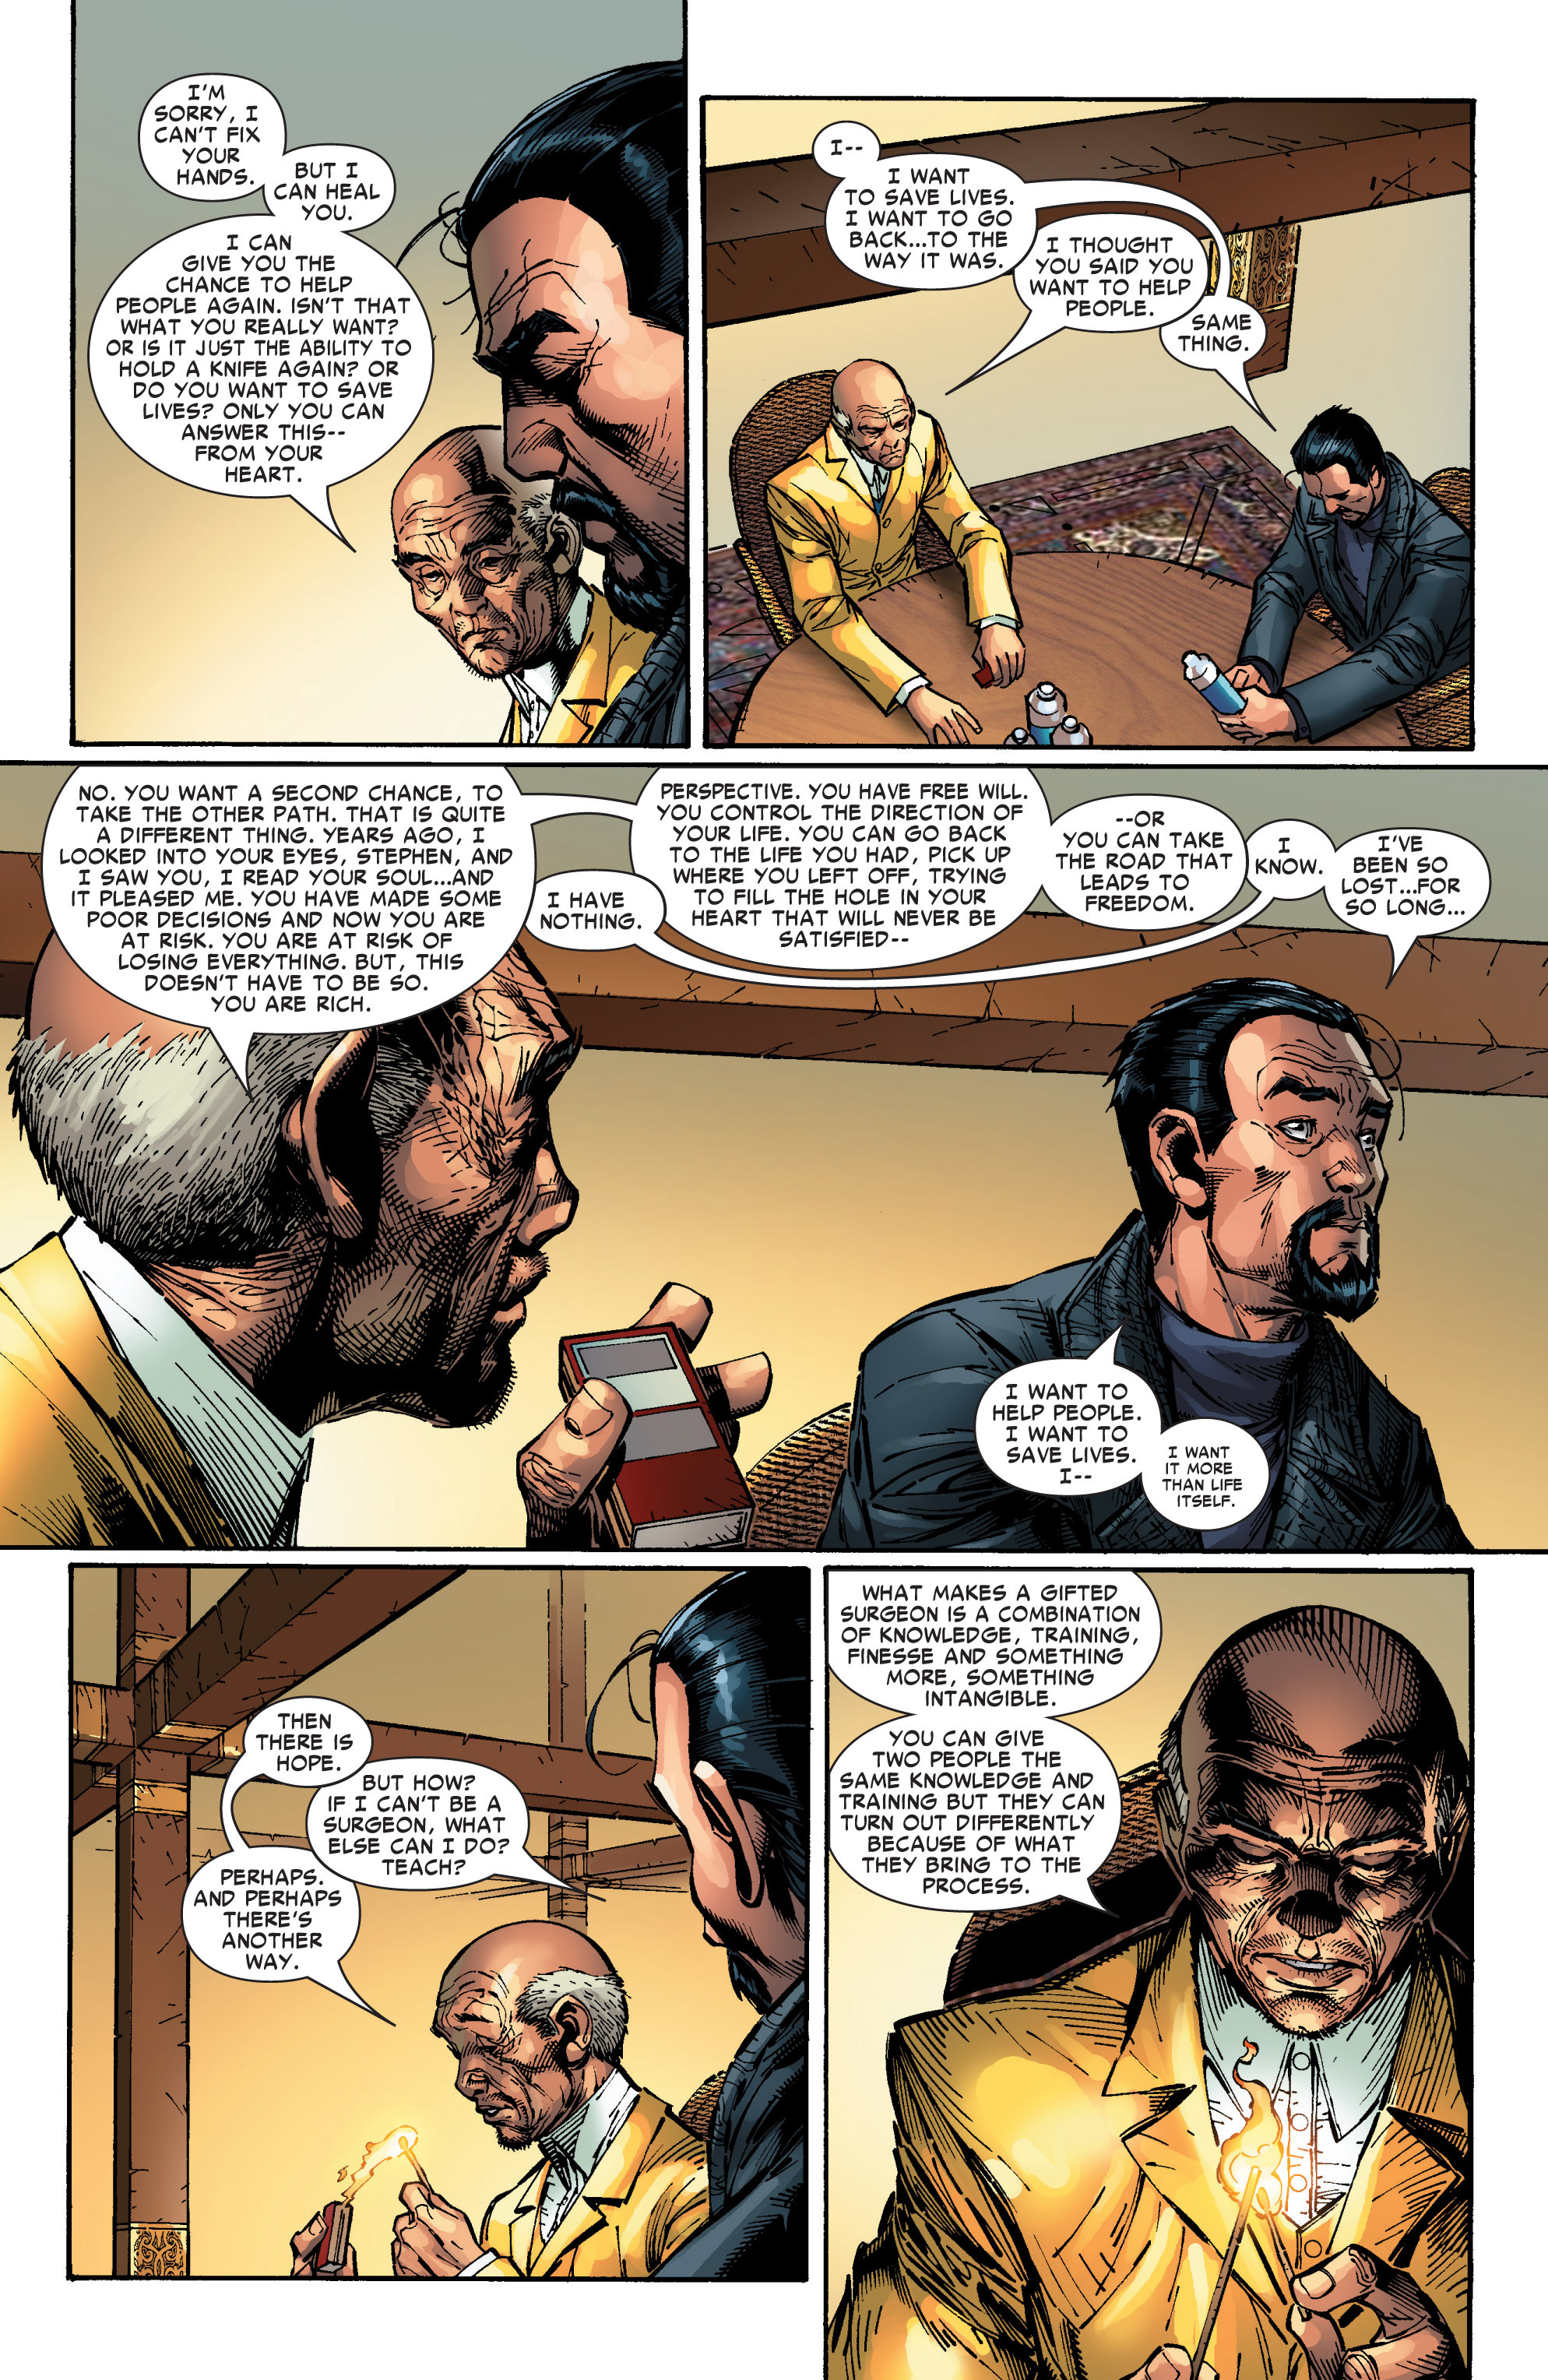 I'M
SORRY, I
CAN'T FIX
YOUR
HANDS.
BUT I
CAN HEAL
YOU.
I CAN
GIVE YOU THE
CHANCE TO HELP
PEOPLE AGAIN. ISN'T THAT
WHAT YOU REALLY WANT?
OR IS IT JUST THE ABILITY TO
HOLD A KNIFE AGAIN? OR
DO YOU WANT TO SAVE
LIVES? ONLY YOU CAN
ANSWER THIS--
FROM YOUR
HEART.
I--
I WANT
TO SAVE LIVES.
I WANT TO GO
BACK...TO THE
WAY IT WAS.
I THOUGHT
YOU SAID YOU
WANT TO HELP
PEOPLE.
SAME
THING.
NO. YOU WANT A SECOND CHANCE, TO
TAKE THE OTHER PATH. THAT IS QUITE
A DIFFERENT THING. YEARS AGO, I
LOOKED INTO YOUR EYES, STEPHEN, AND
I SAW YOU, I READ YOUR SOUL...AND
IT PLEASED ME. YOU HAVE MADE SOME
POOR DECISIONS AND NOW YOU ARE
AT RISK. YOU ARE AT RISK OF
LOSING EVERYTHING. BUT, THIS
DOESN'T HAVE TO BE SO.
YOU ARE RICH.
I HAVE
NOTHING.
PERSPECTIVE. YOU HAVE FREE WILL.
YOU CONTROL THE DIRECTION OF
YOUR LIFE. YOU CAN GO BACK
TO THE LIFE YOU HAD, PICK UP
WHERE YOU LEFT OFF, TRYING
TO FILL THE HOLE IN YOUR
HEART THAT WILL NEVER BE
SATISFIED--
--OR
YOU CAN TAKE
THE ROAD THAT
LEADS TO
FREEDOM.
I
KNOW.
I'VE
BEEN SO
LOST...FOR
SO LONG...
I WANT TO
HELP PEOPLE.
I WANT TO
SAVE LIVES.
I--
I WANT
IT MORE
THAN LIFE
ITSELF.
THEN
THERE IS
HOPE.
BUT HOW?
IF I CAN'T BE A
SURGEON, WHAT
ELSE CAN I DO?
TEACH?
PERHAPS.
AND PERHAPS
THERE'S
ANOTHER
WAY.
WHAT MAKES A GIFTED
SURGEON IS A COMBINATION
OF KNOWLEDGE, TRAINING,
FINESSE AND SOMETHING
MORE, SOMETHING
INTANGIBLE.
YOU CAN GIVE
TWO PEOPLE THE
SAME KNOWLEDGE AND
TRAINING BUT THEY CAN
TURN OUT DIFFERENTLY
BECAUSE OF WHAT
THEY BRING TO THE
PROCESS.